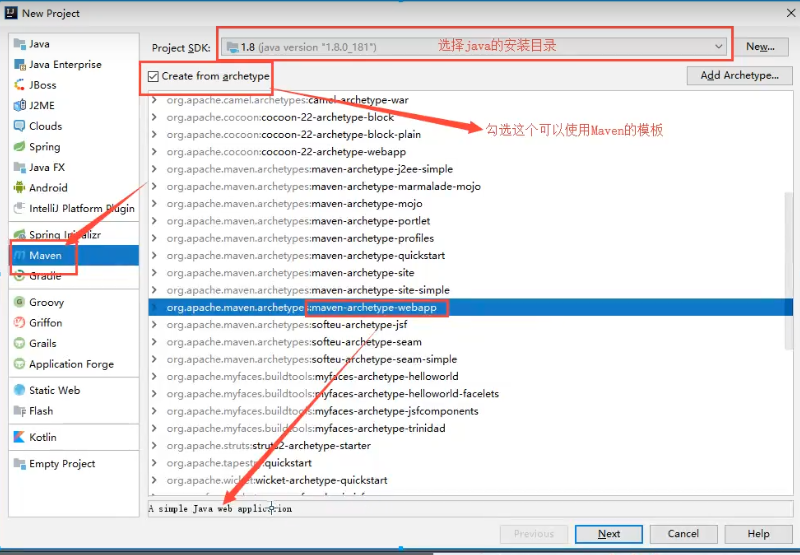 New Project
Java
Java Enterprise
JBoss
J2ME
Clouds
Spring
Java FX
Android
IntelliJ Platform Plugin
Spring Initializr
Maven
Gradle
Groovy
Griffon
Grails
Application Forge
Static Web
Flash
Kotlin
Empty Project
Project SDK: 1.8 (java version "1.8.0_181") 选择java的安装目录 New...
Create from archetype Add Archetype...
org.apache.camel.archetypes:camel-archetype-war
org.apache.cocoon:cocoon-22-archetype-block
勾选这个可以使用Maven的模板
org.apache.cocoon:cocoon-22-archetype-block-plain
org.apache.cocoon:cocoon-22-archetype-webapp
org.apache.maven.archetypes:maven-archetype-j2ee-simple
org.apache.maven.archetypes:maven-archetype-marmalade-mojo
org.apache.maven.archetypes:maven-archetype-mojo
org.apache.maven.archetypes:maven-archetype-portlet
org.apache.maven.archetypes:maven-archetype-profiles
org.apache.maven.archetypes:maven-archetype-quickstart
org.apache.maven.archetypes:maven-archetype-site
org.apache.maven.archetypes:maven-archetype-site-simple
org.apache.maven.archetypes:maven-archetype-webapp
org.apache.maven.archetypes:softeu-archetype-jsf
org.apache.maven.archetypes:softeu-archetype-seam
org.apache.maven.archetypes:softeu-archetype-seam-simple
org.apache.myfaces.buildtools:myfaces-archetype-helloworld
org.apache.myfaces.buildtools:myfaces-archetype-helloworld-facelets
org.apache.myfaces.buildtools:myfaces-archetype-jsfcomponents
org.apache.myfaces.buildtools:myfaces-archetype-trinidad
org.apache.struts:struts2-archetype-starter
org.apache.tapestry:quickstart
org.apache.wicket:wicket-archetype-quickstart
A simple Java web application
Previous Next Cancel Help